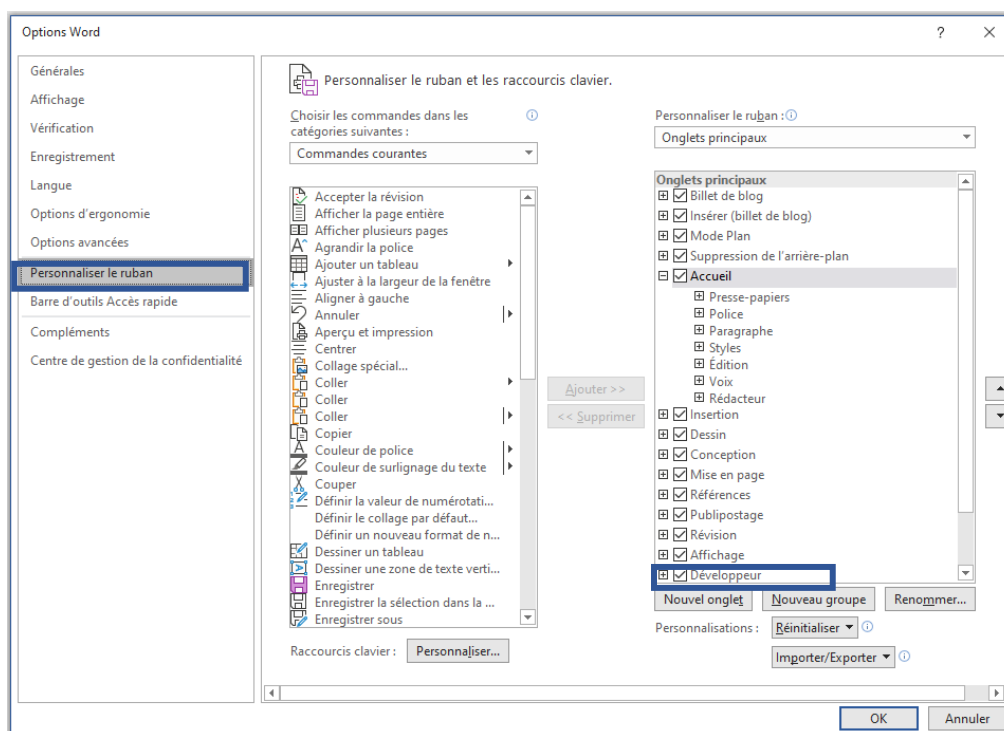 Options Word
?
×
Générales
Affichage
Vérification
Enregistrement
Langue
Options d'ergonomie
Options avancées
Personnaliser le ruban
Barre d'outils Accès rapide
Compléments
Centre de gestion de la confidentialité
Personnaliser le ruban et les raccourcis clavier.
Choisir les commandes dans les
catégories suivantes :
Commandes courantes
Accepter la révision
Afficher la page entière
Afficher plusieurs pages
Agrandir la police
Ajouter un tableau
Ajuster à la largeur de la fenêtre
Aligner à gauche
Annuler
Aperçu et impression
Centrer
Collage spécial...
Coller
Coller
Coller
Copier
Couleur de police
Couleur de surlignage du texte
Couper
Définir la valeur de numérotati...
Définir le collage par défaut...
Définir un nouveau format de n...
Dessiner un tableau
Dessiner une zone de texte verti...
Enregistrer
Enregistrer la sélection dans la ...
Enregistrer sous
Raccourcis clavier :
Personnaliser...
Ajouter >>
<< Supprimer
Personnaliser le ruban :
Onglets principaux
Onglets principaux
Billet de blog
Insérer (billet de blog)
Mode Plan
Suppression de l'arrière-plan
Accueil
Presse-papiers
Police
Paragraphe
Styles
Édition
Voix
Rédacteur
Insertion
Dessin
Conception
Mise en page
Références
Publipostage
Révision
Affichage
Développeur
Nouvel onglet
Nouveau groupe
Renommer...
Personnalisations :
Réinitialiser
Importer/Exporter
OK
Annuler